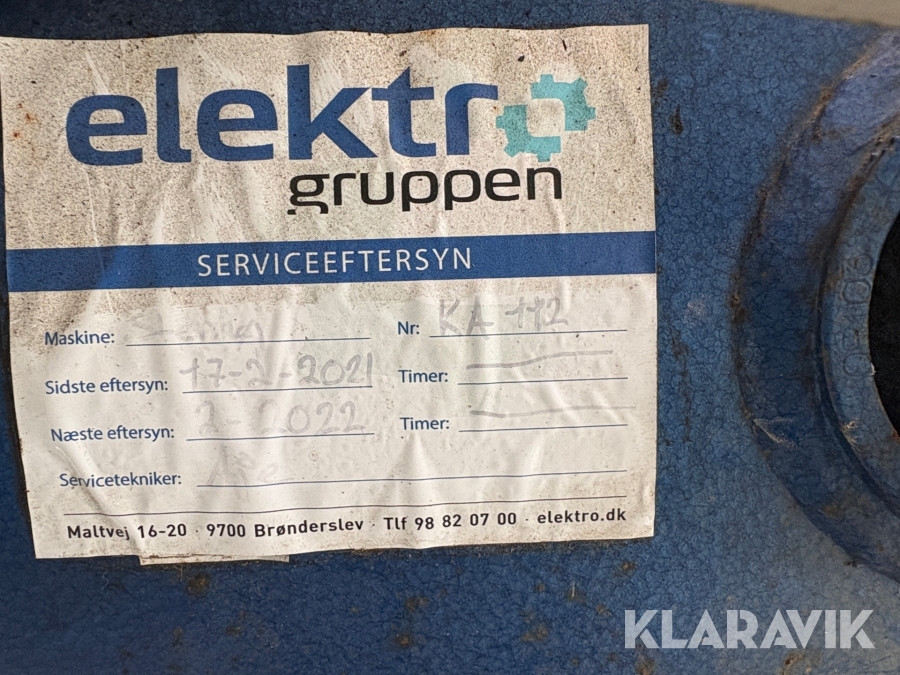 elektro
gruppen
SERVICEEFTERSYN
Maskine: Nr: KA 112
Sidste eftersyn: 17-2-2021 Timer:
Næste eftersyn: 2-2022 Timer:
Servicetekniker:
Maltvej 16-20 · 9700 Brønderslev · Tlf 98 82 07 00 · elektro.dk
KLARAVIK